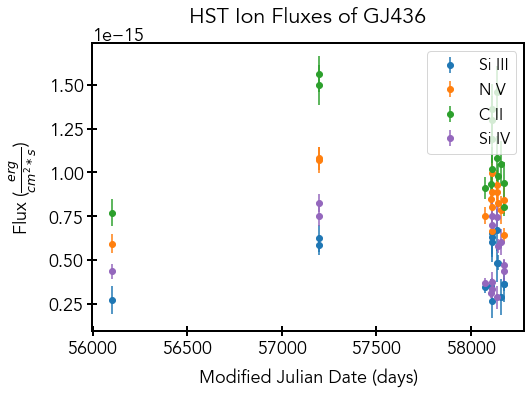 HST Ion Fluxes of GJ436
1e−15
Si III
N V
C II
Si IV
1.50
1.25
1.00
0.75
0.50
0.25
Flux (erg/cm²*s)
56000 56500 57000 57500 58000
Modified Julian Date (days)